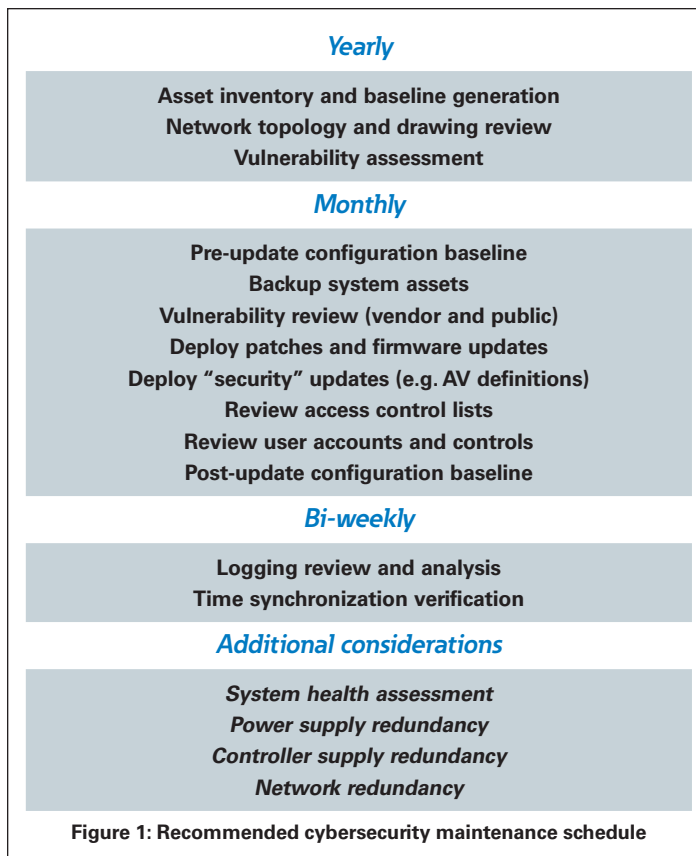 Yearly
Asset inventory and baseline generation
Network topology and drawing review
Vulnerability assessment
Monthly
Pre-update configuration baseline
Backup system assets
Vulnerability review (vendor and public)
Deploy patches and firmware updates
Deploy “security” updates (e.g. AV definitions)
Review access control lists
Review user accounts and controls
Post-update configuration baseline
Bi-weekly
Logging review and analysis
Time synchronization verification
Additional considerations
System health assessment
Power supply redundancy
Controller supply redundancy
Network redundancy
Figure 1: Recommended cybersecurity maintenance schedule